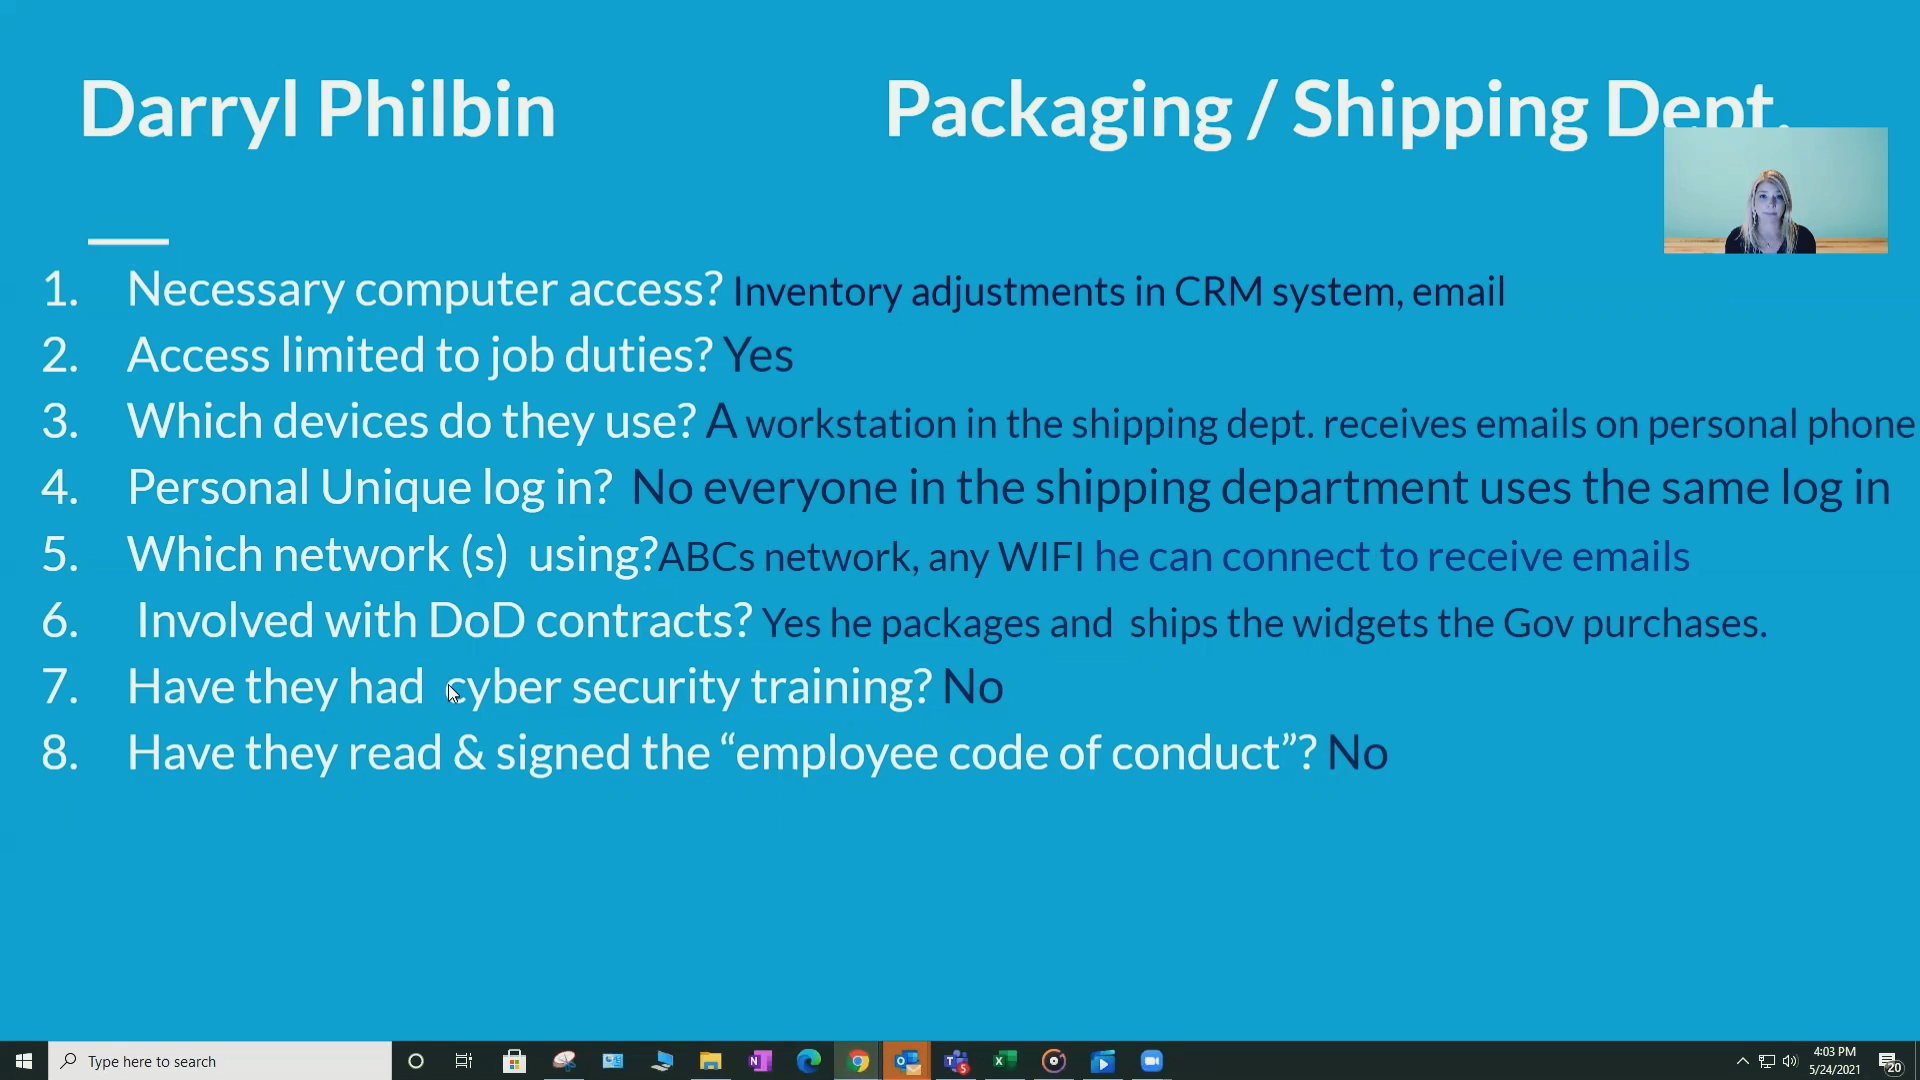 Darryl Philbin Packaging / Shipping Dept.
1. Necessary computer access? Inventory adjustments in CRM system, email
2. Access limited to job duties? Yes
3. Which devices do they use? A workstation in the shipping dept. receives emails on personal phone
4. Personal Unique log in? No everyone in the shipping department uses the same log in
5. Which network (s) using?ABCs network, any WIFI he can connect to receive emails
6. Involved with DoD contracts? Yes he packages and ships the widgets the Gov purchases.
7. Have they had cyber security training? No
8. Have they read & signed the “employee code of conduct”? No
Type here to search
4:03 PM
5/24/2021
20